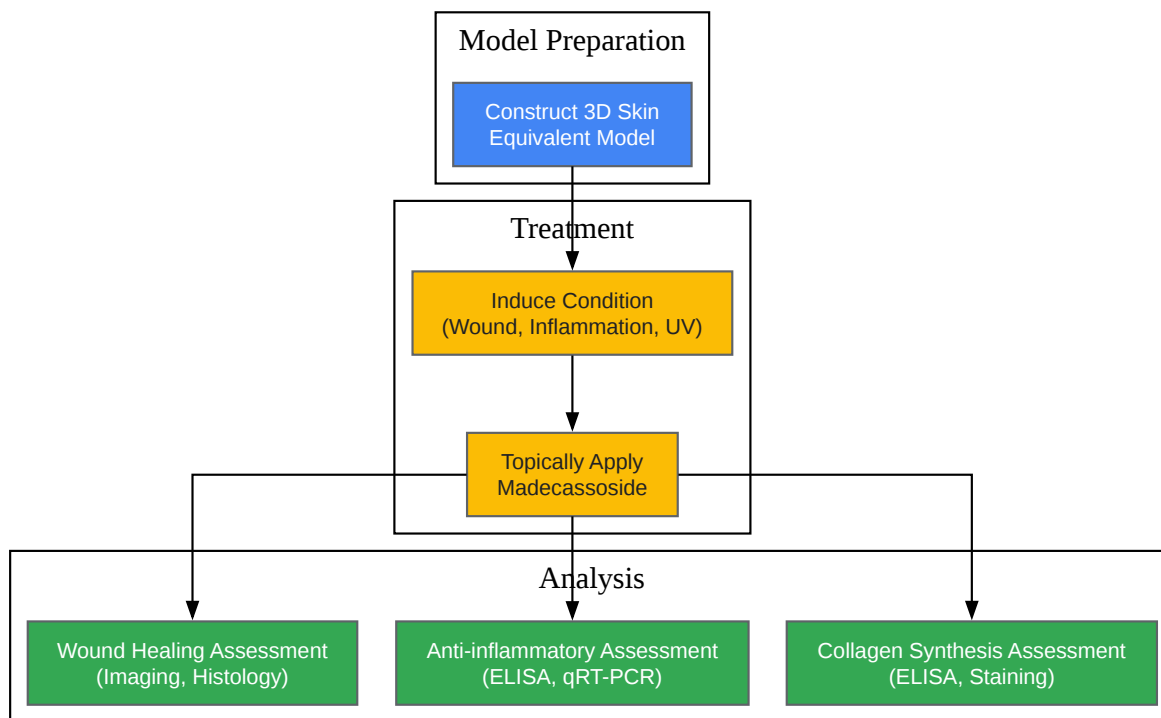 Model Preparation
Construct 3D Skin
Equivalent Model
Treatment
Induce Condition
(Wound, Inflammation, UV)
Topically Apply
Madecassoside
Analysis
Wound Healing Assessment
(Imaging, Histology)
Anti-inflammatory Assessment
(ELISA, qRT-PCR)
Collagen Synthesis Assessment
(ELISA, Staining)